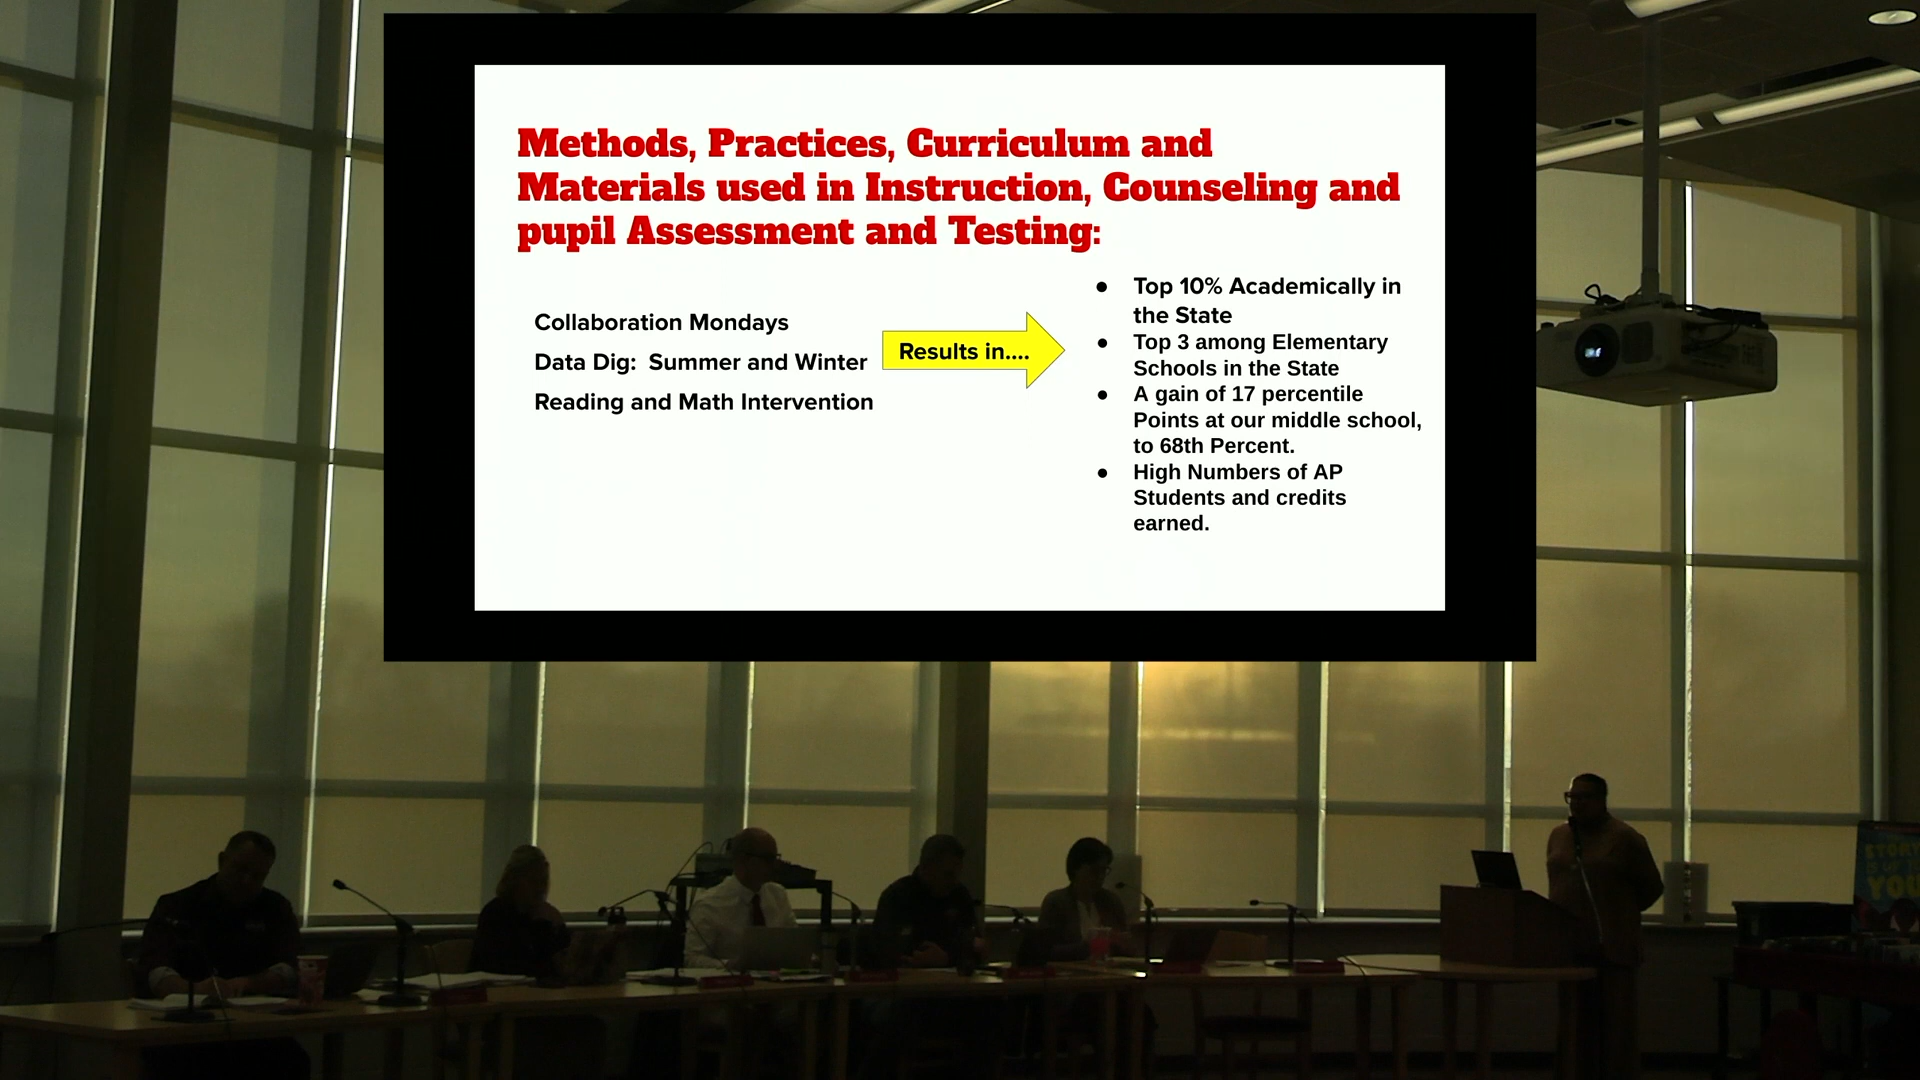 Methods, Practices, Curriculum and
Materials used in Instruction, Counseling and
pupil Assessment and Testing:
Collaboration Mondays
Data Dig:  Summer and Winter
Reading and Math Intervention
Results in....
● Top 10% Academically in
the State
● Top 3 among Elementary
Schools in the State
● A gain of 17 percentile
Points at our middle school,
to 68th Percent.
● High Numbers of AP
Students and credits
earned.
STORY
YOU